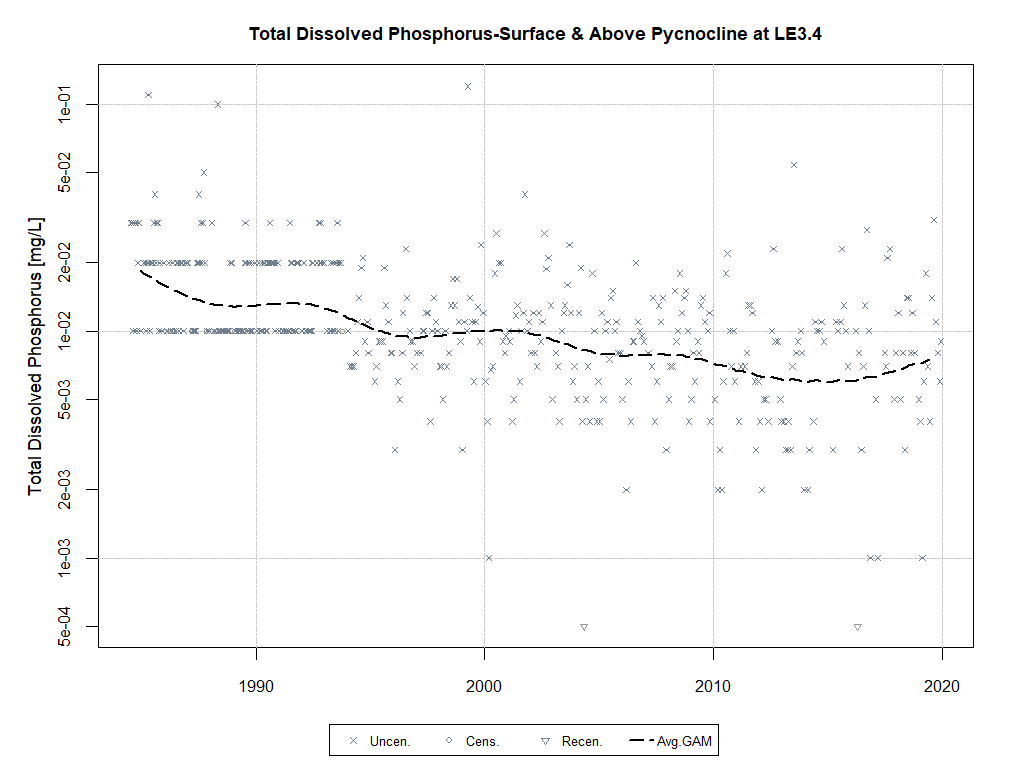 Total Dissolved Phosphorus-Surface & Above Pycnocline at LE3.4
Total Dissolved Phosphorus [mg/L]
1e-01
5e-02
2e-02
1e-02
5e-03
2e-03
1e-03
5e-04
1990 2000 2010 2020
Uncen. Cens. Recen. Avg.GAM